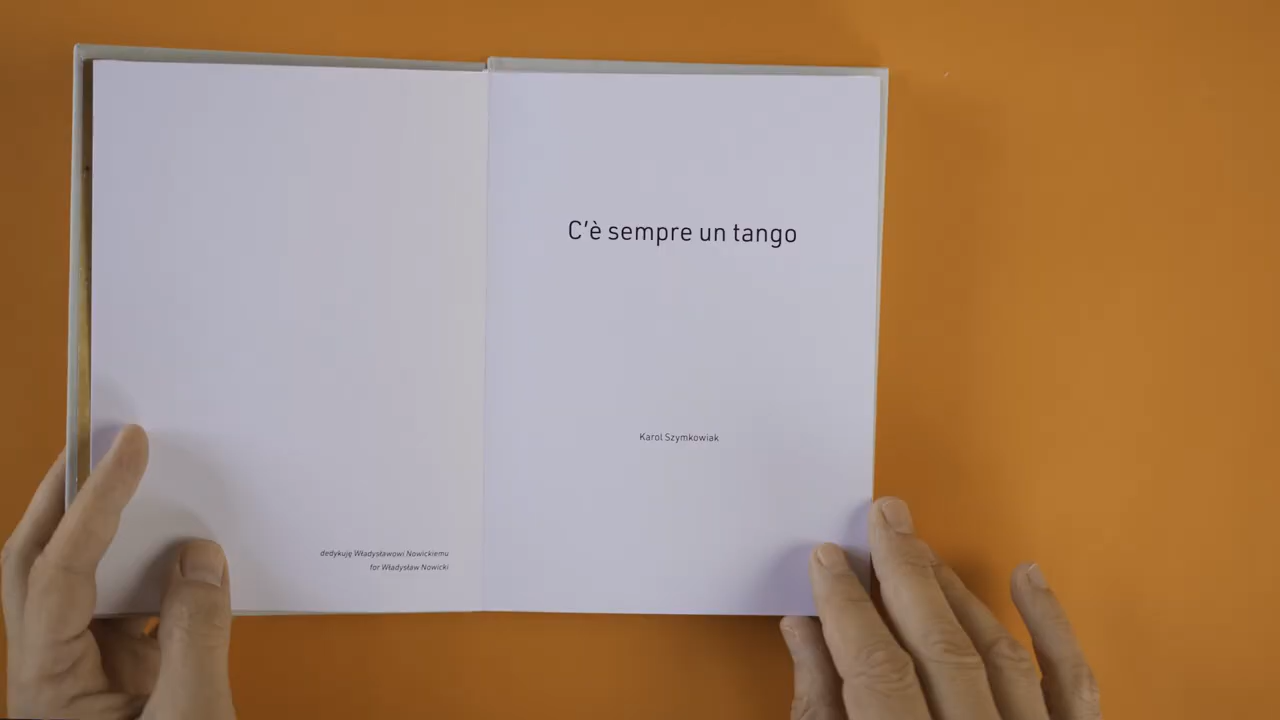 dedykuję Władysławowi Nowickiemu
for Władysław Nowicki
C'è sempre un tango
Karol Szymkowiak